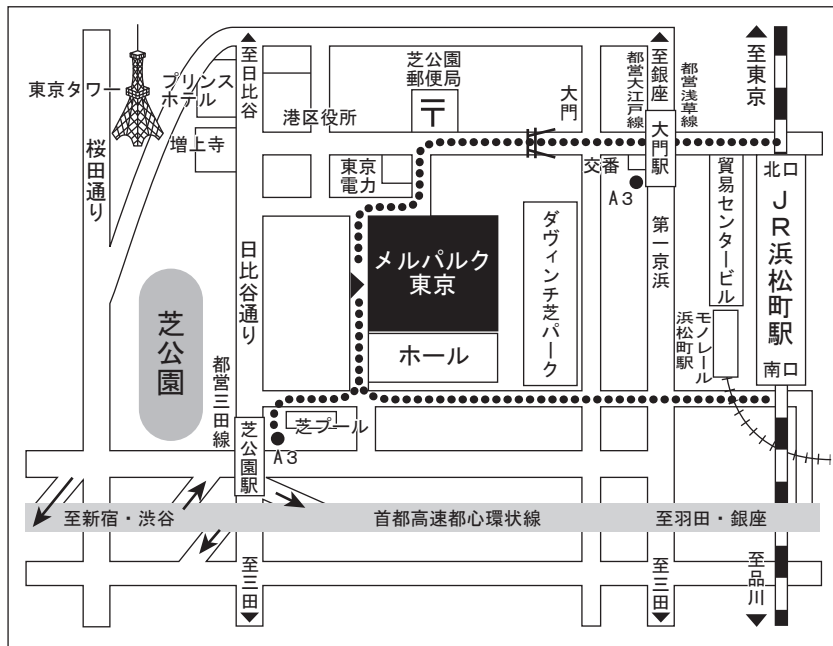 至日比谷
芝公園
郵便局
大門
都営大江戸線
至銀座
都営浅草線
至東京
東京タワー
プリンス
ホテル
港区役所
増上寺
桜田通り
東京
電力
交番
A3
大門駅
貿易センタービル
北口
JR浜松町駅
南口
メルパルク
東京
ホール
ダヴィンチ芝パーク
第一京浜
モノレール
浜松町駅
日比谷通り
芝公園
都営三田線
芝プール
A3
芝公園駅
至新宿・渋谷
首都高速都心環状線
至羽田・銀座
至三田
至三田
至品川